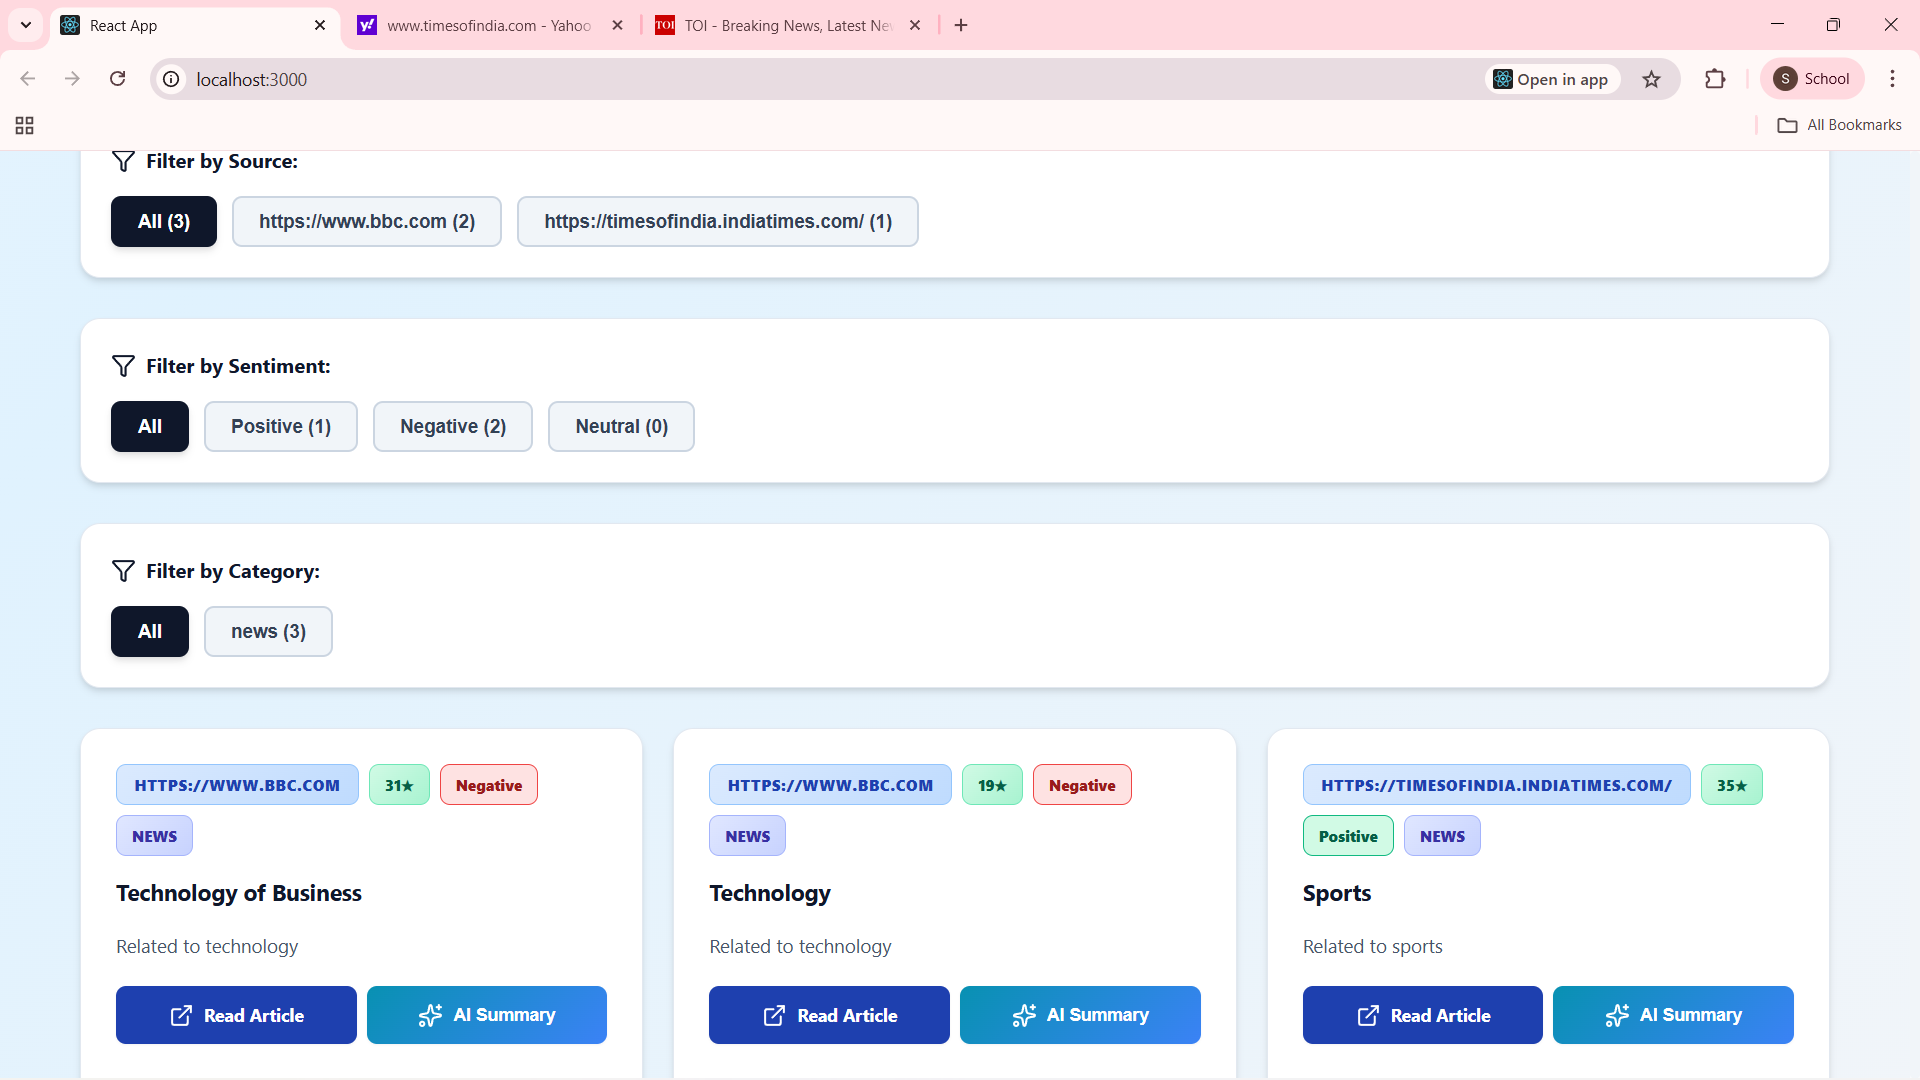 React App
www.timesofindia.com - Yahoo
TOI
TOI - Breaking News, Latest Ne
localhost:3000
Open in app
S
School
All Bookmarks
Filter by Source:
All (3)
https://www.bbc.com (2)
https://timesofindia.indiatimes.com/ (1)
Filter by Sentiment:
All
Positive (1)
Negative (2)
Neutral (0)
Filter by Category:
All
news (3)
HTTPS://WWW.BBC.COM
31★
Negative
NEWS
Technology of Business
Related to technology
Read Article
AI Summary
HTTPS://WWW.BBC.COM
19★
Negative
NEWS
Technology
Related to technology
Read Article
AI Summary
HTTPS://TIMESOFINDIA.INDIATIMES.COM/
35★
Positive
NEWS
Sports
Related to sports
Read Article
AI Summary